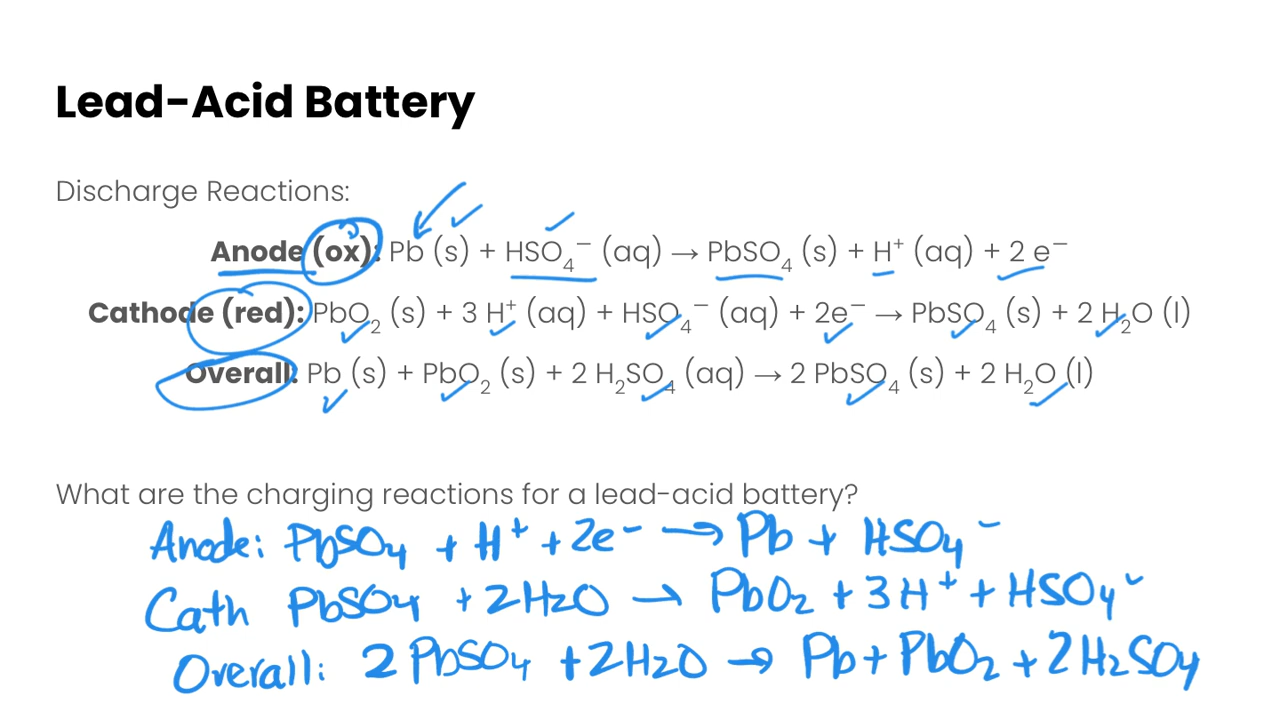 Lead-Acid Battery
Discharge Reactions:
Anode (ox): Pb (s) + HSO₄⁻ (aq) → PbSO₄ (s) + H⁺ (aq) + 2 e⁻
Cathode (red): PbO₂ (s) + 3 H⁺ (aq) + HSO₄⁻ (aq) + 2e⁻ → PbSO₄ (s) + 2 H₂O (l)
Overall: Pb (s) + PbO₂ (s) + 2 H₂SO₄ (aq) → 2 PbSO₄ (s) + 2 H₂O (l)
What are the charging reactions for a lead-acid battery?
Anode: PbSO₄ + H⁺ + 2e⁻ → Pb + HSO₄⁻
Cath PbSO₄ + 2H₂O → PbO₂ + 3H⁺ + HSO₄⁻
Overall: 2 PbSO₄ + 2H₂O → Pb + PbO₂ + 2H₂SO₄